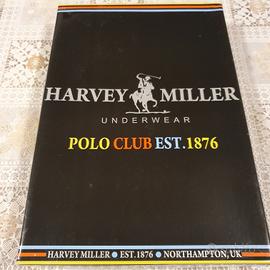 HARVEY MILLER
UNDERWEAR
POLO CLUB EST.1876
HARVEY MILLER ● EST.1876 ● NORTHAMPTON, UK